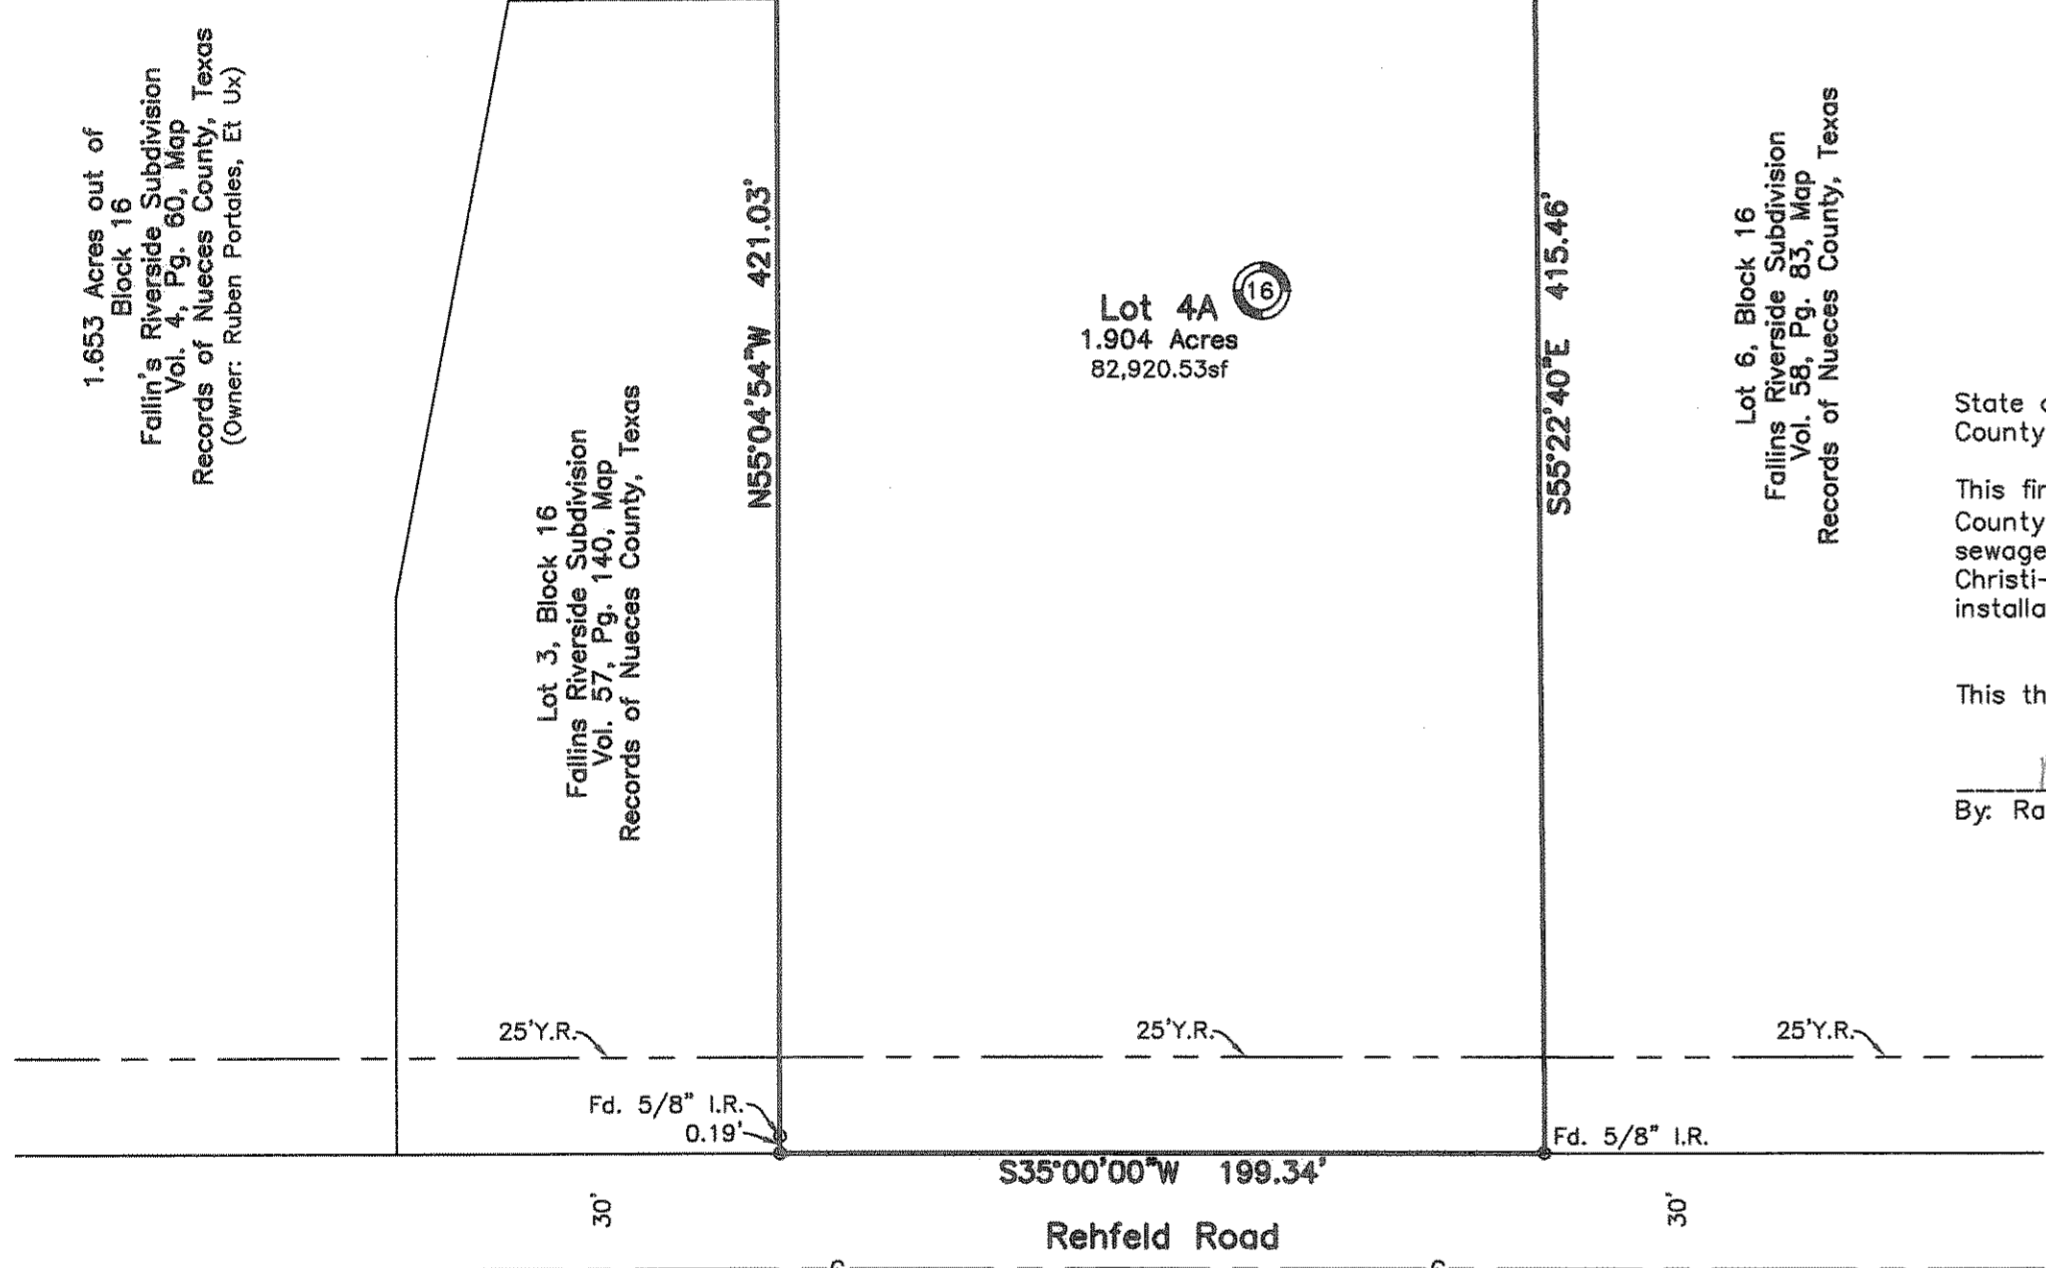 1.653 Acres out of
Block 16
Fallin's Riverside Subdivision
Vol. 4, Pg. 60, Map
Records of Nueces County, Texas
(Owner: Ruben Portales, Et Ux)
Lot 3, Block 16
Fallins Riverside Subdivision
Vol. 57, Pg. 140, Map
Records of Nueces County, Texas
N55°04'54"W 421.03'
Lot 4A
16
1.904 Acres
82,920.53sf
S55°22'40"E 415.46'
Lot 6, Block 16
Fallins Riverside Subdivision
Vol. 58, Pg. 83, Map
Records of Nueces County, Texas
State
County
This
County
sewage
Christi-
This
By:
25'Y.R.
25'Y.R.
25'Y.R.
Fd. 5/8" I.R.
0.19'
Fd. 5/8" I.R.
S35°00'00"W 199.34'
30'
30'
Rehfeld Road